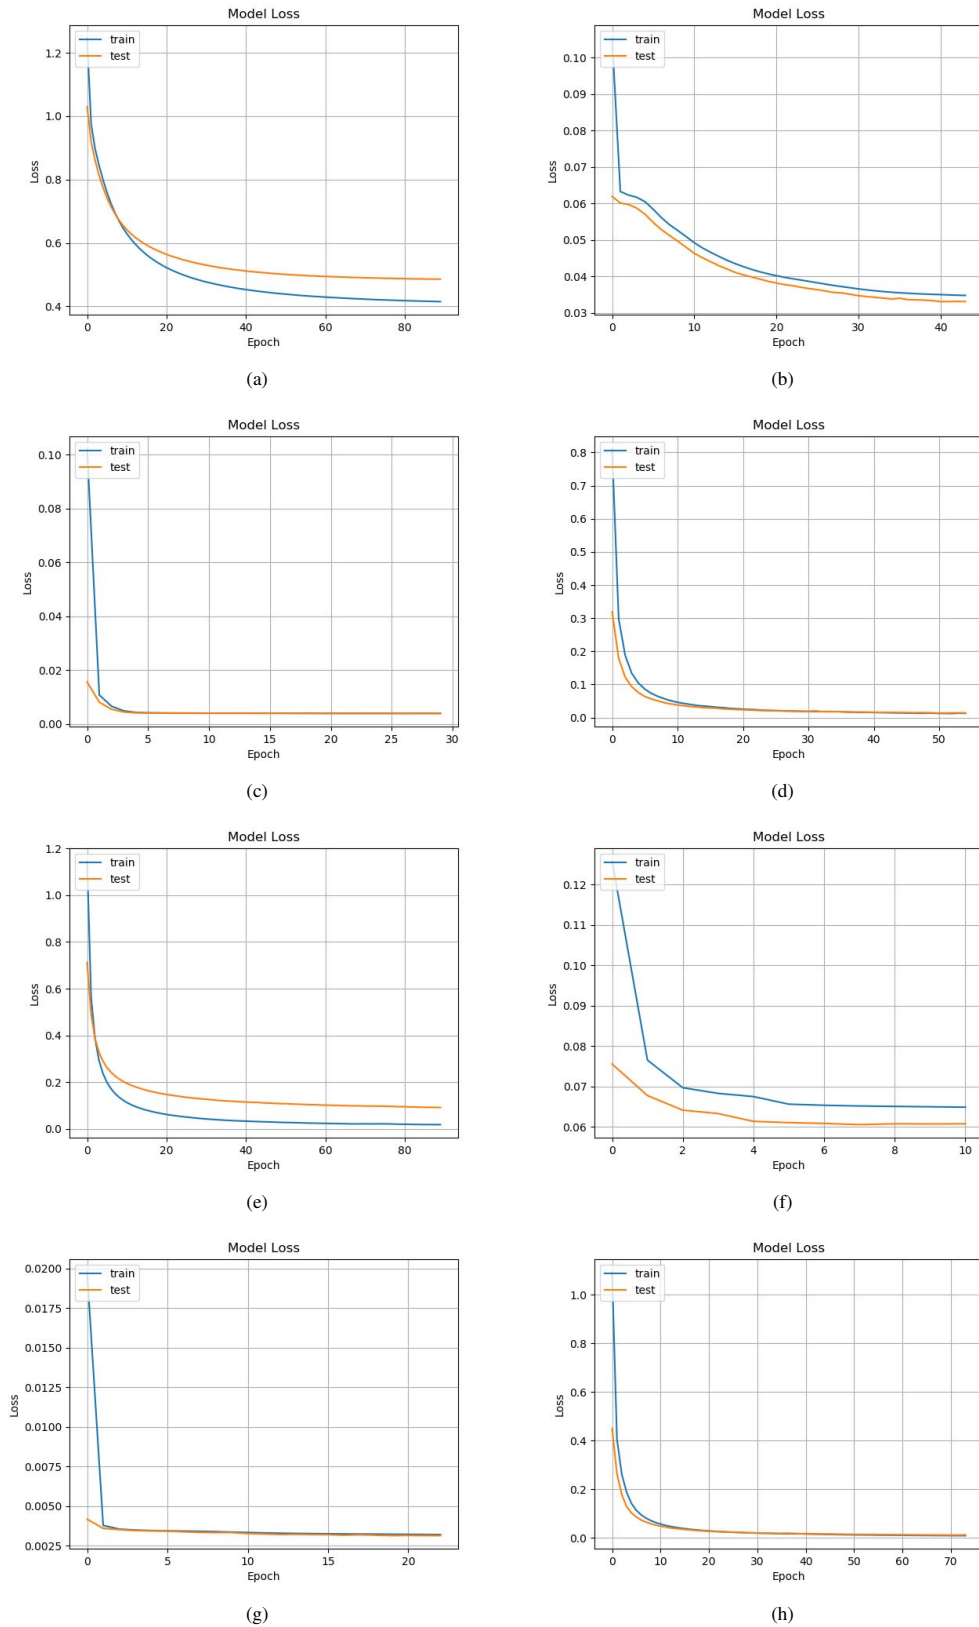 Model Loss
train
test
1.2
1.0
0.8
0.6
0.4
Loss
0 20 40 60 80
Epoch
(a)
Model Loss
train
test
0.10
0.09
0.08
0.07
0.06
0.05
0.04
0.03
Loss
0 10 20 30 40
Epoch
(b)
Model Loss
train
test
0.10
0.08
0.06
0.04
0.02
0.00
Loss
0 5 10 15 20 25 30
Epoch
(c)
Model Loss
train
test
0.8
0.7
0.6
0.5
0.4
0.3
0.2
0.1
0.0
Loss
0 10 20 30 40 50
Epoch
(d)
Model Loss
train
test
1.2
1.0
0.8
0.6
0.4
0.2
0.0
Loss
0 20 40 60 80
Epoch
(e)
Model Loss
train
test
0.12
0.11
0.10
0.09
0.08
0.07
0.06
Loss
0 2 4 6 8 10
Epoch
(f)
Model Loss
train
test
0.0200
0.0175
0.0150
0.0125
0.0100
0.0075
0.0050
0.0025
Loss
0 5 10 15 20
Epoch
(g)
Model Loss
train
test
1.0
0.8
0.6
0.4
0.2
0.0
Loss
0 10 20 30 40 50 60 70
Epoch
(h)